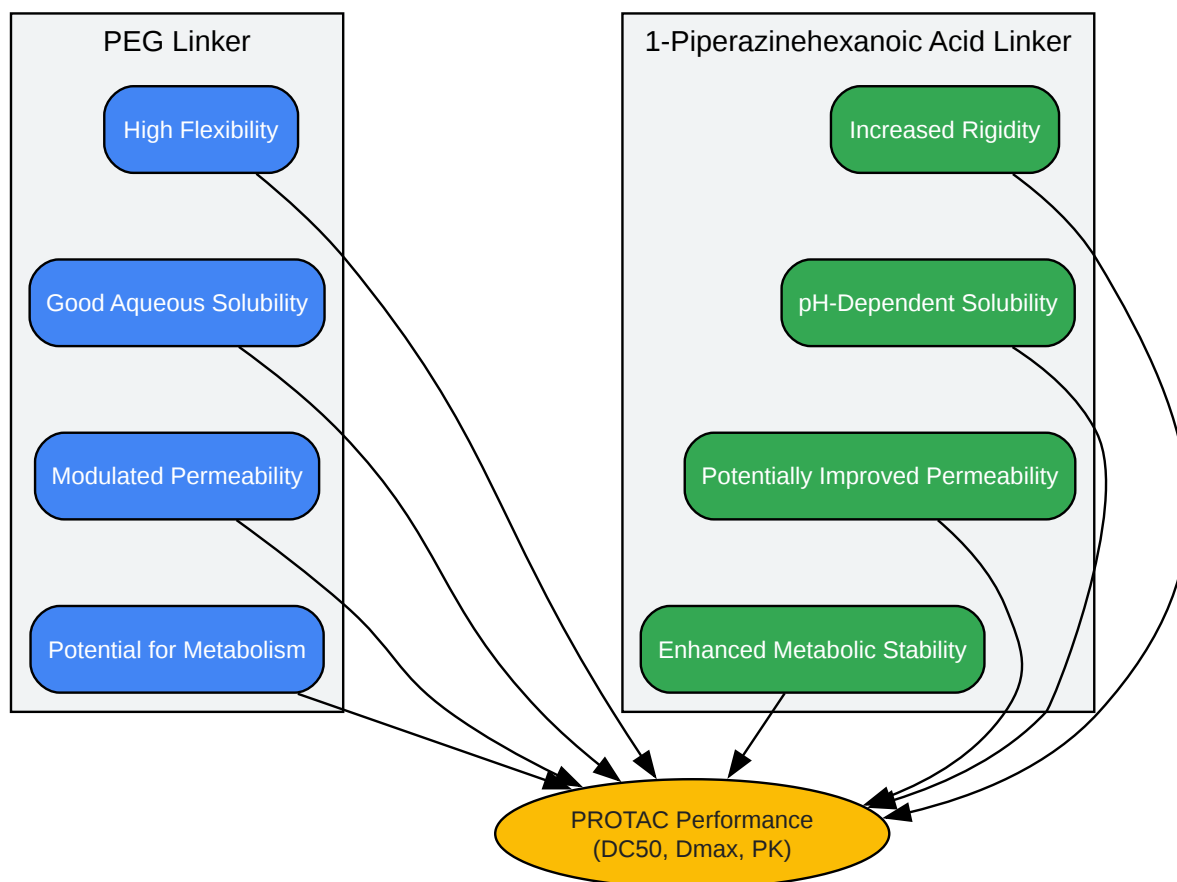 PEG Linker
High Flexibility
Good Aqueous Solubility
Modulated Permeability
Potential for Metabolism
1-Piperazinehexanoic Acid Linker
Increased Rigidity
pH-Dependent Solubility
Potentially Improved Permeability
Enhanced Metabolic Stability
PROTAC Performance
(DC50, Dmax, PK)